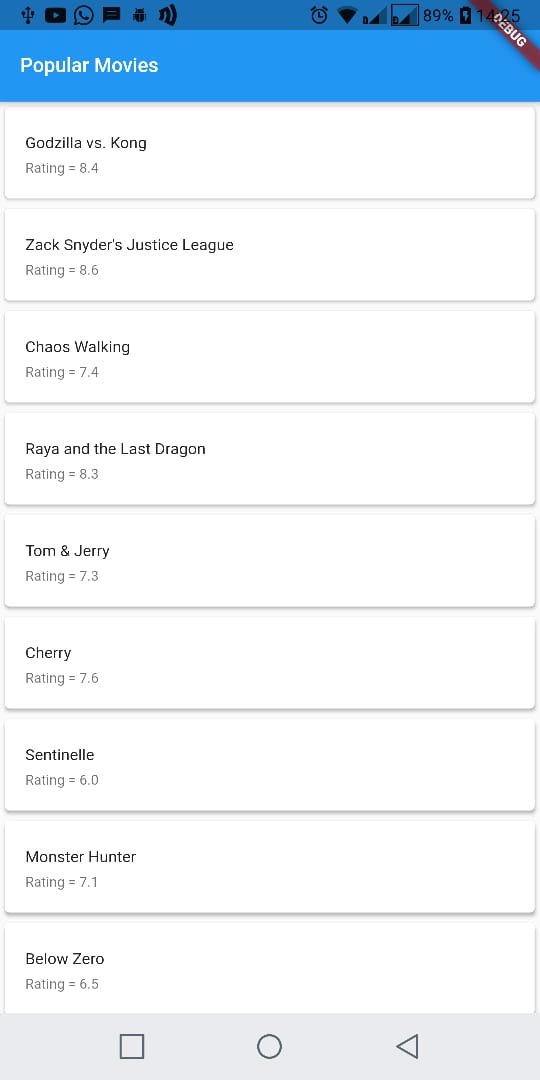 89% 14:25
DEBUG
Popular Movies
Godzilla vs. Kong
Rating = 8.4
Zack Snyder's Justice League
Rating = 8.6
Chaos Walking
Rating = 7.4
Raya and the Last Dragon
Rating = 8.3
Tom & Jerry
Rating = 7.3
Cherry
Rating = 7.6
Sentinelle
Rating = 6.0
Monster Hunter
Rating = 7.1
Below Zero
Rating = 6.5